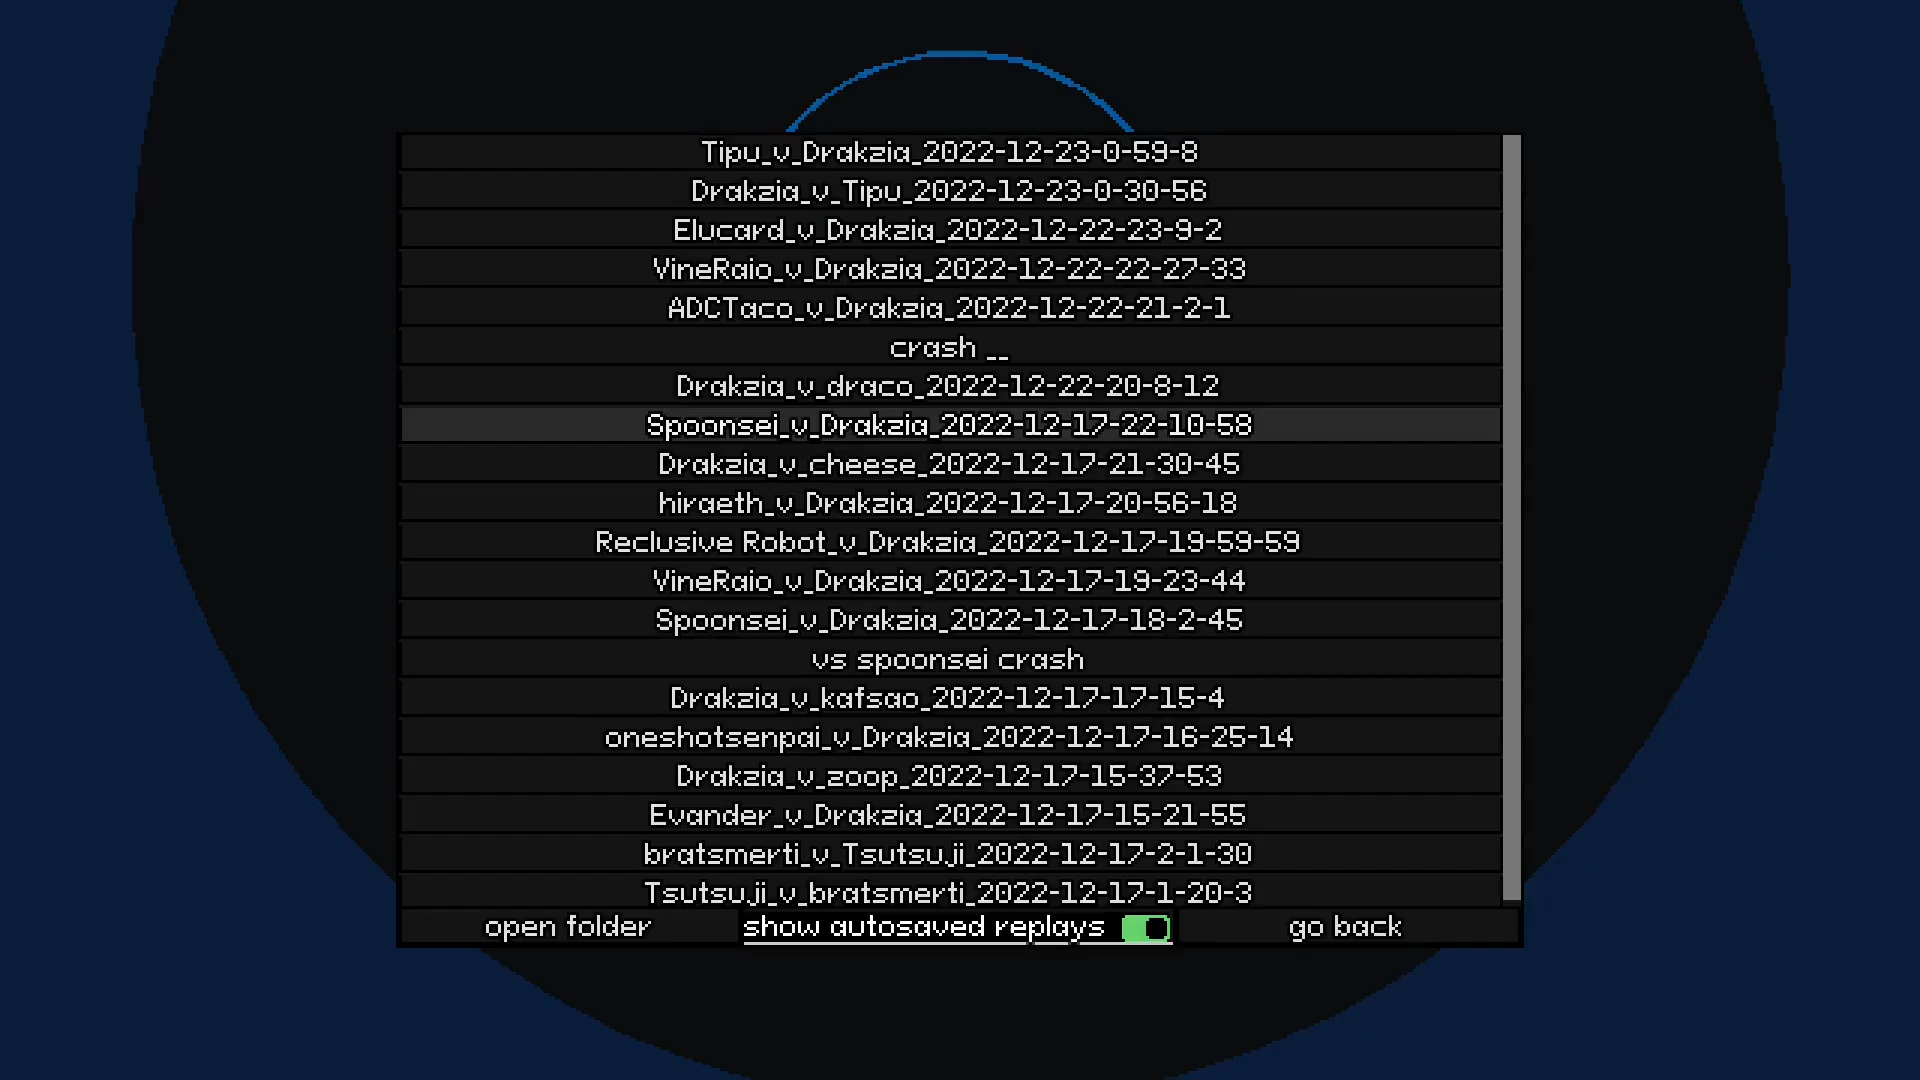 Tipu_v_Drakzia_2022-12-23-0-59-8
Drakzia_v_Tipu_2022-12-23-0-30-56
Elucard_v_Drakzia_2022-12-22-23-9-2
VineRaio_v_Drakzia_2022-12-22-22-27-33
ADCTaco_v_Drakzia_2022-12-22-21-2-1
crash __
Drakzia_v_draco_2022-12-22-20-8-12
Spoonsei_v_Drakzia_2022-12-17-22-10-58
Drakzia_v_cheese_2022-12-17-21-30-45
hiraeth_v_Drakzia_2022-12-17-20-56-18
Reclusive Robot_v_Drakzia_2022-12-17-19-59-59
VineRaio_v_Drakzia_2022-12-17-19-23-44
Spoonsei_v_Drakzia_2022-12-17-18-2-45
vs spoonsei crash
Drakzia_v_kafsao_2022-12-17-17-15-4
oneshotsenpai_v_Drakzia_2022-12-17-16-25-14
Drakzia_v_zoop_2022-12-17-15-37-53
Evander_v_Drakzia_2022-12-17-15-21-55
bratsmerti_v_Tsutsuji_2022-12-17-2-1-30
Tsutsuji_v_bratsmerti_2022-12-17-1-20-3
open folder show autosaved replays go back